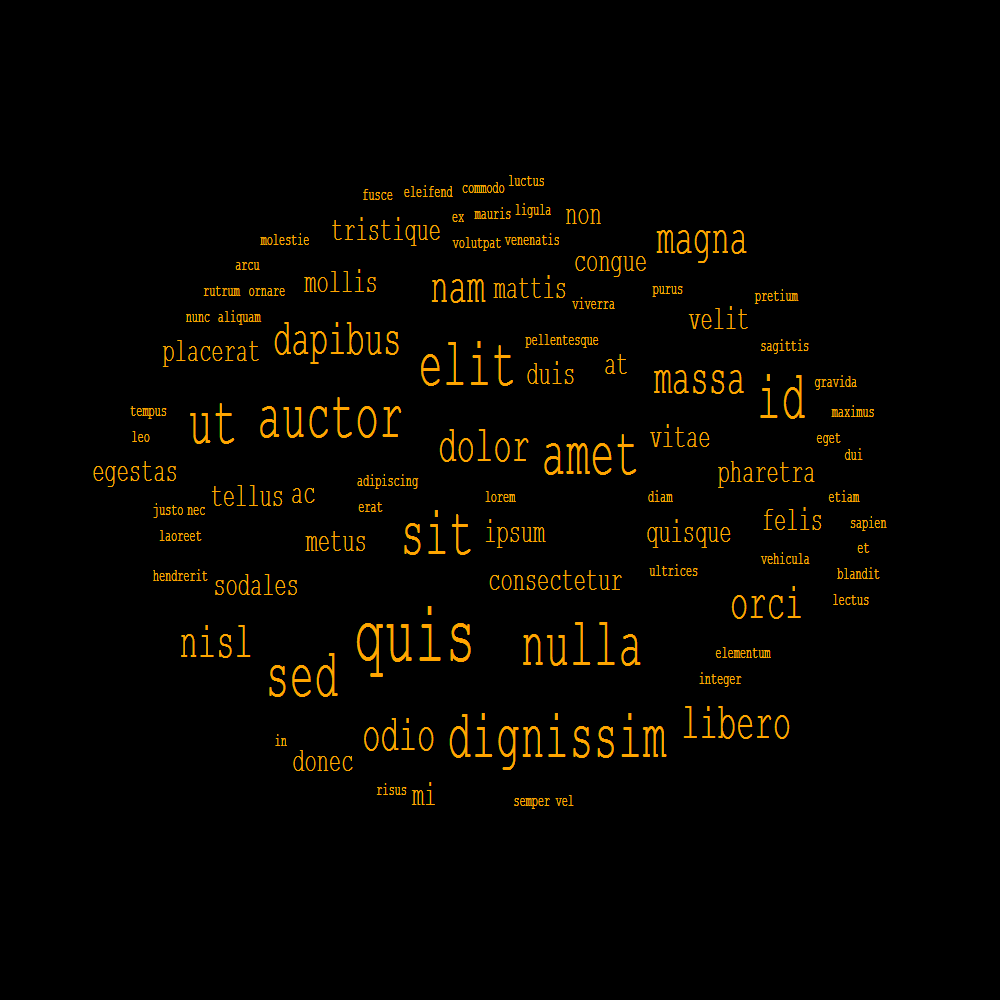 luctus
fusce eleifend commodo
ex mauris ligula non
molestie tristique volutpat venenatis magna
arcu congue
rutrum ornare mollis nam mattis viverra purus pretium
nunc aliquam velit
placerat dapibus pellentesque sagittis
elit duis at massa id gravida
tempus ut auctor maximus
leo dolor amet vitae eget
dui
egestas adipiscing pharetra
tellus ac lorem diam etiam
justo nec erat
laoreet metus sit ipsum quisque felis sapien
et
vehicula
hendrerit sodales consectetur ultrices blandit
orci lectus
nisl quis nulla elementum
sed integer
in donec odio dignissim libero
risus mi semper vel